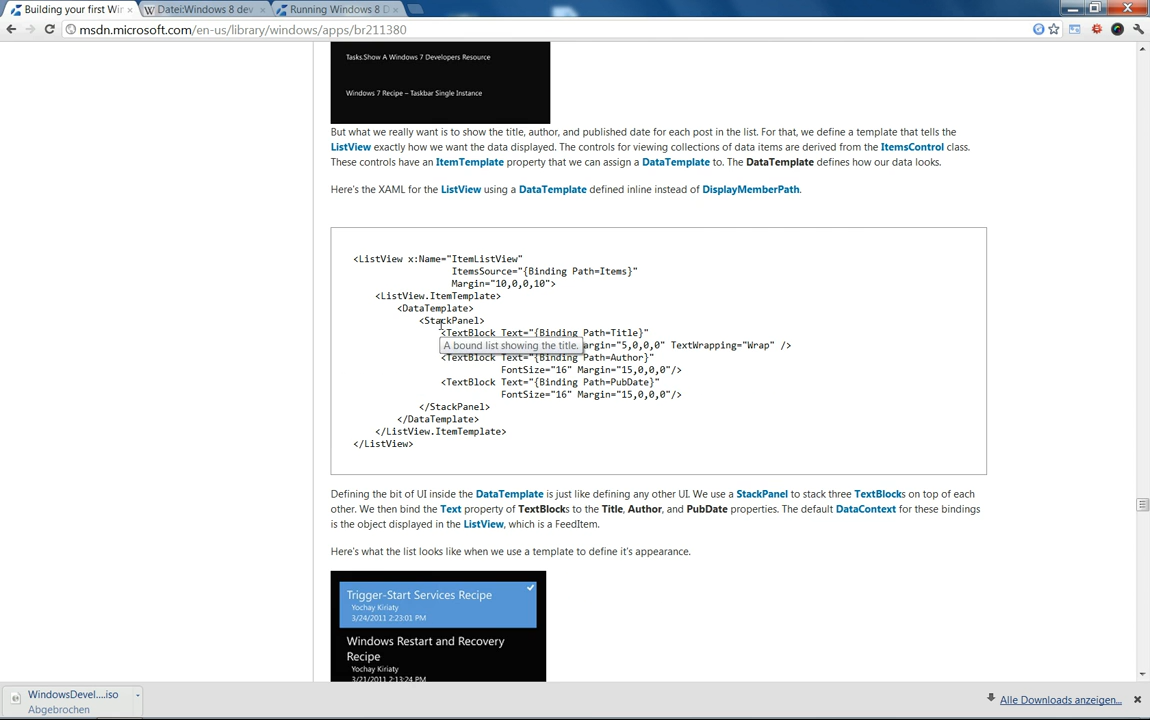 Building your first Wir
Datei:Windows 8 dev
Running Windows 8 D
msdn.microsoft.com/en-us/library/windows/apps/br211380
Tasks.Show A Windows 7 Developers Resource
Windows 7 Recipe – Taskbar Single Instance
But what we really want is to show the title, author, and published date for each post in the list. For that, we define a template that tells the
ListView exactly how we want the data displayed. The controls for viewing collections of data items are derived from the ItemsControl class.
These controls have an ItemTemplate property that we can assign a DataTemplate to. The DataTemplate defines how our data looks.
Here's the XAML for the ListView using a DataTemplate defined inline instead of DisplayMemberPath.
<ListView x:Name="ItemListView"
ItemsSource="{Binding Path=Items}"
Margin="10,0,0,10">
<ListView.ItemTemplate>
<DataTemplate>
<StackPanel>
<TextBlock Text="{Binding Path=Title}"
A bound list showing the title. argin="5,0,0,0" TextWrapping="Wrap" />
<TextBlock Text="{Binding Path=Author}"
FontSize="16" Margin="15,0,0,0"/>
<TextBlock Text="{Binding Path=PubDate}"
FontSize="16" Margin="15,0,0,0"/>
</StackPanel>
</DataTemplate>
</ListView.ItemTemplate>
</ListView>
Defining the bit of UI inside the DataTemplate is just like defining any other UI. We use a StackPanel to stack three TextBlocks on top of each
other. We then bind the Text property of TextBlocks to the Title, Author, and PubDate properties. The default DataContext for these bindings
is the object displayed in the ListView, which is a FeedItem.
Here's what the list looks like when we use a template to define it's appearance.
Trigger-Start Services Recipe
Yochay Kiriaty
3/24/2011 2:23:01 PM
Windows Restart and Recovery
Recipe
Yochay Kiriaty
3/21/2011 2:13:24 PM
WindowsDevel....iso
Abgebrochen
Alle Downloads anzeigen...